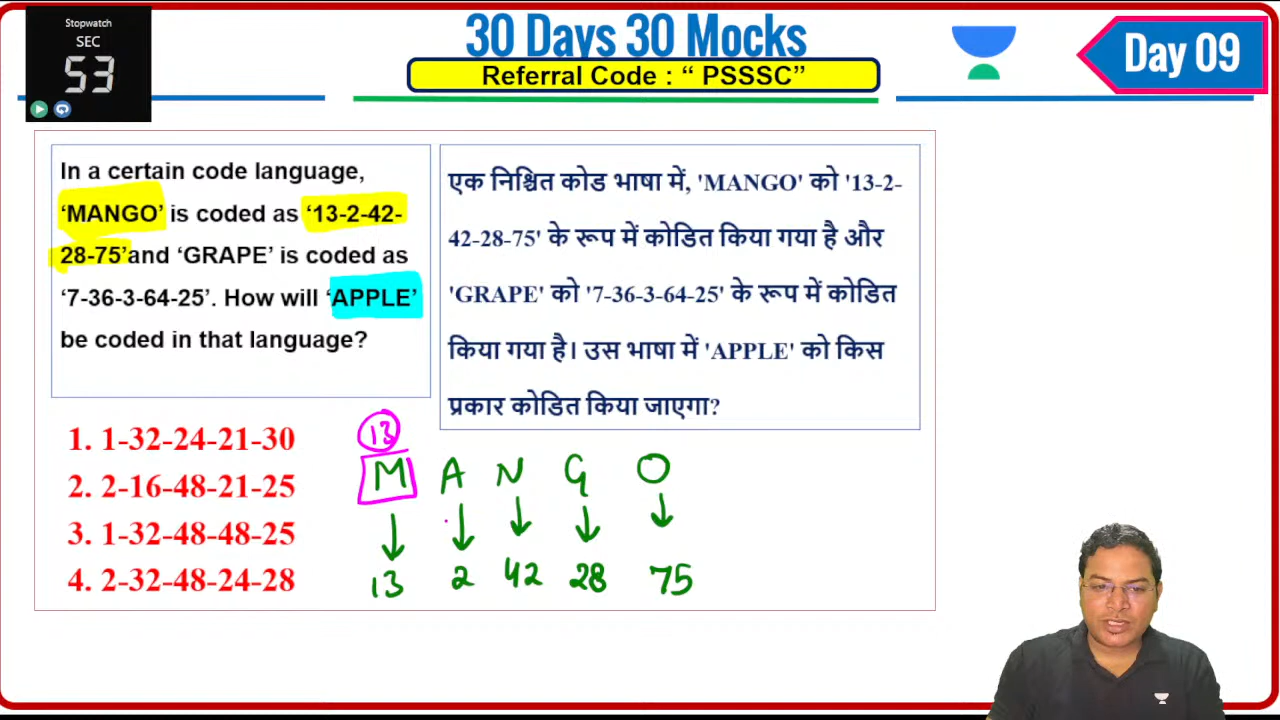 Stopwatch
SEC
53
30 Days 30 Mocks
Referral Code : “ PSSSC”
Day 09
In a certain code language,
‘MANGO’ is coded as ‘13-2-42-
28-75’and ‘GRAPE’ is coded as
‘7-36-3-64-25’. How will ‘APPLE’
be coded in that language?
एक निश्चित कोड भाषा में, 'MANGO' को '13-2-
42-28-75' के रूप में कोडित किया गया है और
'GRAPE' को '7-36-3-64-25' के रूप में कोडित
किया गया है। उस भाषा में 'APPLE' को किस
प्रकार कोडित किया जाएगा?
1. 1-32-24-21-30
2. 2-16-48-21-25
3. 1-32-48-48-25
4. 2-32-48-24-28
13
M A N G O
13 2 42 28 75